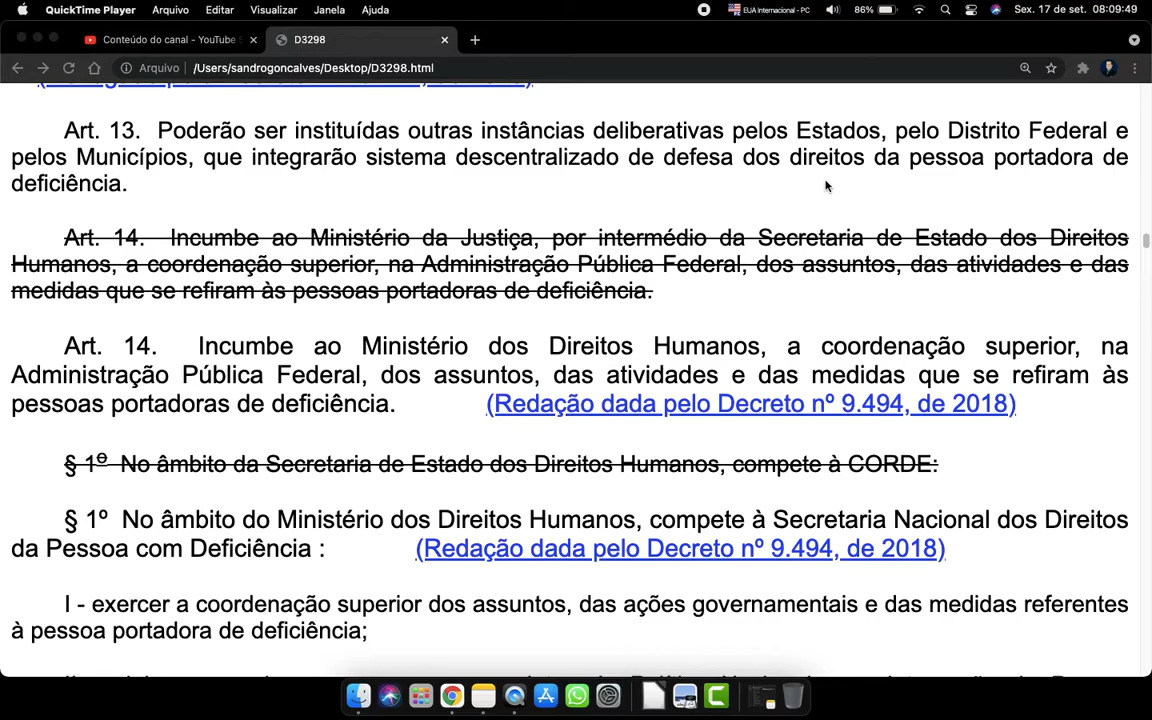 QuickTime Player Arquivo Editar Visualizar Janela Ajuda EUA Internacional - PC 86% Sex. 17 de set. 08:09:49
Conteúdo do canal - YouTube D3298
Arquivo /Users/sandrogoncalves/Desktop/D3298.html
Art. 13. Poderão ser instituídas outras instâncias deliberativas pelos Estados, pelo Distrito Federal e
pelos Municípios, que integrarão sistema descentralizado de defesa dos direitos da pessoa portadora de
deficiência.
Art. 14. Incumbe ao Ministério da Justiça, por intermédio da Secretaria de Estado dos Direitos
Humanos, a coordenação superior, na Administração Pública Federal, dos assuntos, das atividades e das
medidas que se refiram às pessoas portadoras de deficiência.
Art. 14. Incumbe ao Ministério dos Direitos Humanos, a coordenação superior, na
Administração Pública Federal, dos assuntos, das atividades e das medidas que se refiram às
pessoas portadoras de deficiência. (Redação dada pelo Decreto nº 9.494, de 2018)
§ 1o No âmbito da Secretaria de Estado dos Direitos Humanos, compete à CORDE:
§ 1º No âmbito do Ministério dos Direitos Humanos, compete à Secretaria Nacional dos Direitos
da Pessoa com Deficiência : (Redação dada pelo Decreto nº 9.494, de 2018)
I - exercer a coordenação superior dos assuntos, das ações governamentais e das medidas referentes
à pessoa portadora de deficiência;